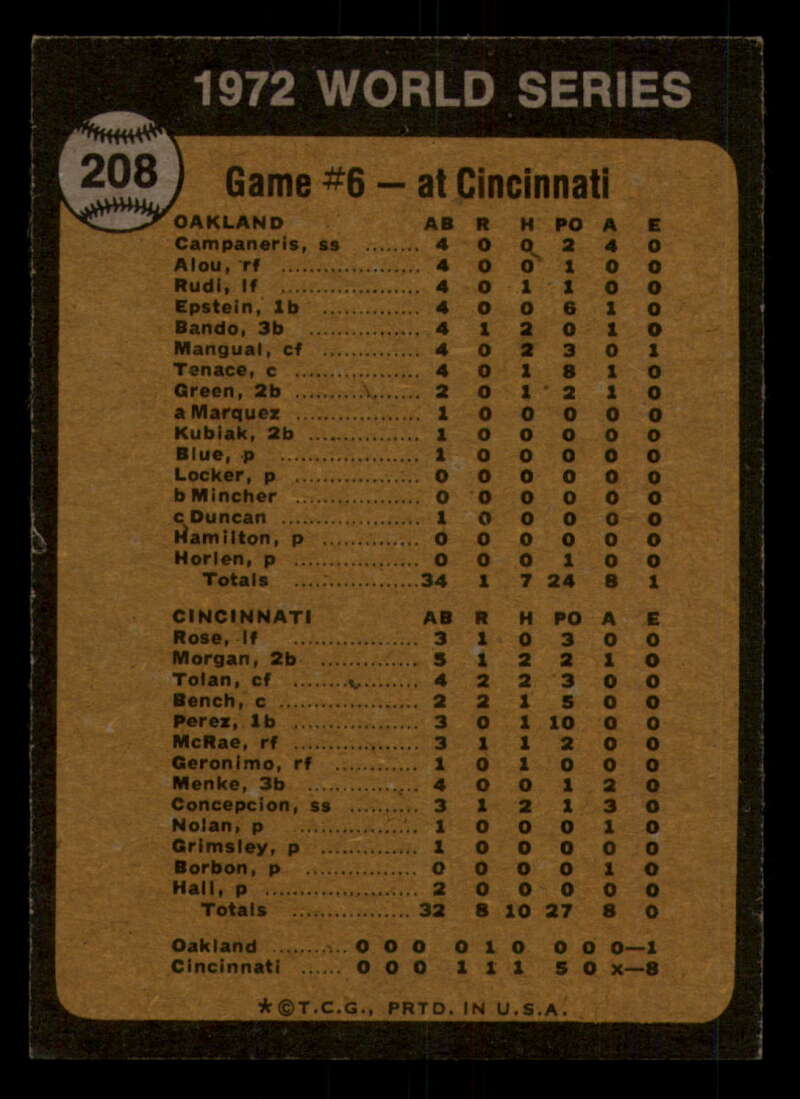 1972 WORLD SERIES
208
Game #6 — at Cincinnati
OAKLAND AB R H PO A E
Campaneris, ss ........ 4 0 0 2 4 0
Alou, rf .................... 4 0 0 1 0 0
Rudi, lf .................... 4 0 1 1 0 0
Epstein, 1b .............. 4 0 0 6 1 0
Bando, 3b ................ 4 1 2 0 1 0
Mangual, cf .............. 4 0 2 3 0 1
Tenace, c .................. 4 0 1 8 1 0
Green, 2b .................. 2 0 1 2 1 0
a Marquez .................. 1 0 0 0 0 0
Kubiak, 2b ................ 1 0 0 0 0 0
Blue, p .................... 1 0 0 0 0 0
Locker, p .................. 0 0 0 0 0 0
b Mincher .................. 0 0 0 0 0 0
c Duncan .................... 1 0 0 0 0 0
Hamilton, p .............. 0 0 0 0 0 0
Horlen, p .................. 0 0 0 1 0 0
Totals ..................34 1 7 24 8 1
CINCINNATI AB R H PO A E
Rose, lf .................. 3 1 0 3 0 0
Morgan, 2b .............. 5 1 2 2 1 0
Tolan, cf .................. 4 2 2 3 0 0
Bench, c .................... 2 2 1 5 0 0
Perez, 1b .................. 3 0 1 10 0 0
McRae, rf .................. 3 1 1 2 0 0
Geronimo, rf ............ 1 0 1 0 0 0
Menke, 3b ................ 4 0 0 1 2 0
Concepcion, ss .......... 3 1 2 1 3 0
Nolan, p .................. 1 0 0 0 1 0
Grimsley, p .............. 1 0 0 0 0 0
Borbon, p ................ 0 0 0 0 1 0
Hall, p ...................... 2 0 0 0 0 0
Totals ................. 32 8 10 27 8 0
Oakland ........... 0 0 0 0 1 0 0 0 0—1
Cincinnati ...... 0 0 0 1 1 1 5 0 x—8
*©T.C.G., PRTD. IN U.S.A.